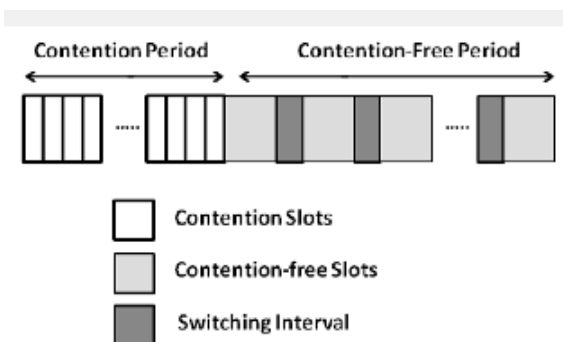 Contention Period Contention-Free Period
..... .....
Contention Slots
Contention-free Slots
Switching Interval